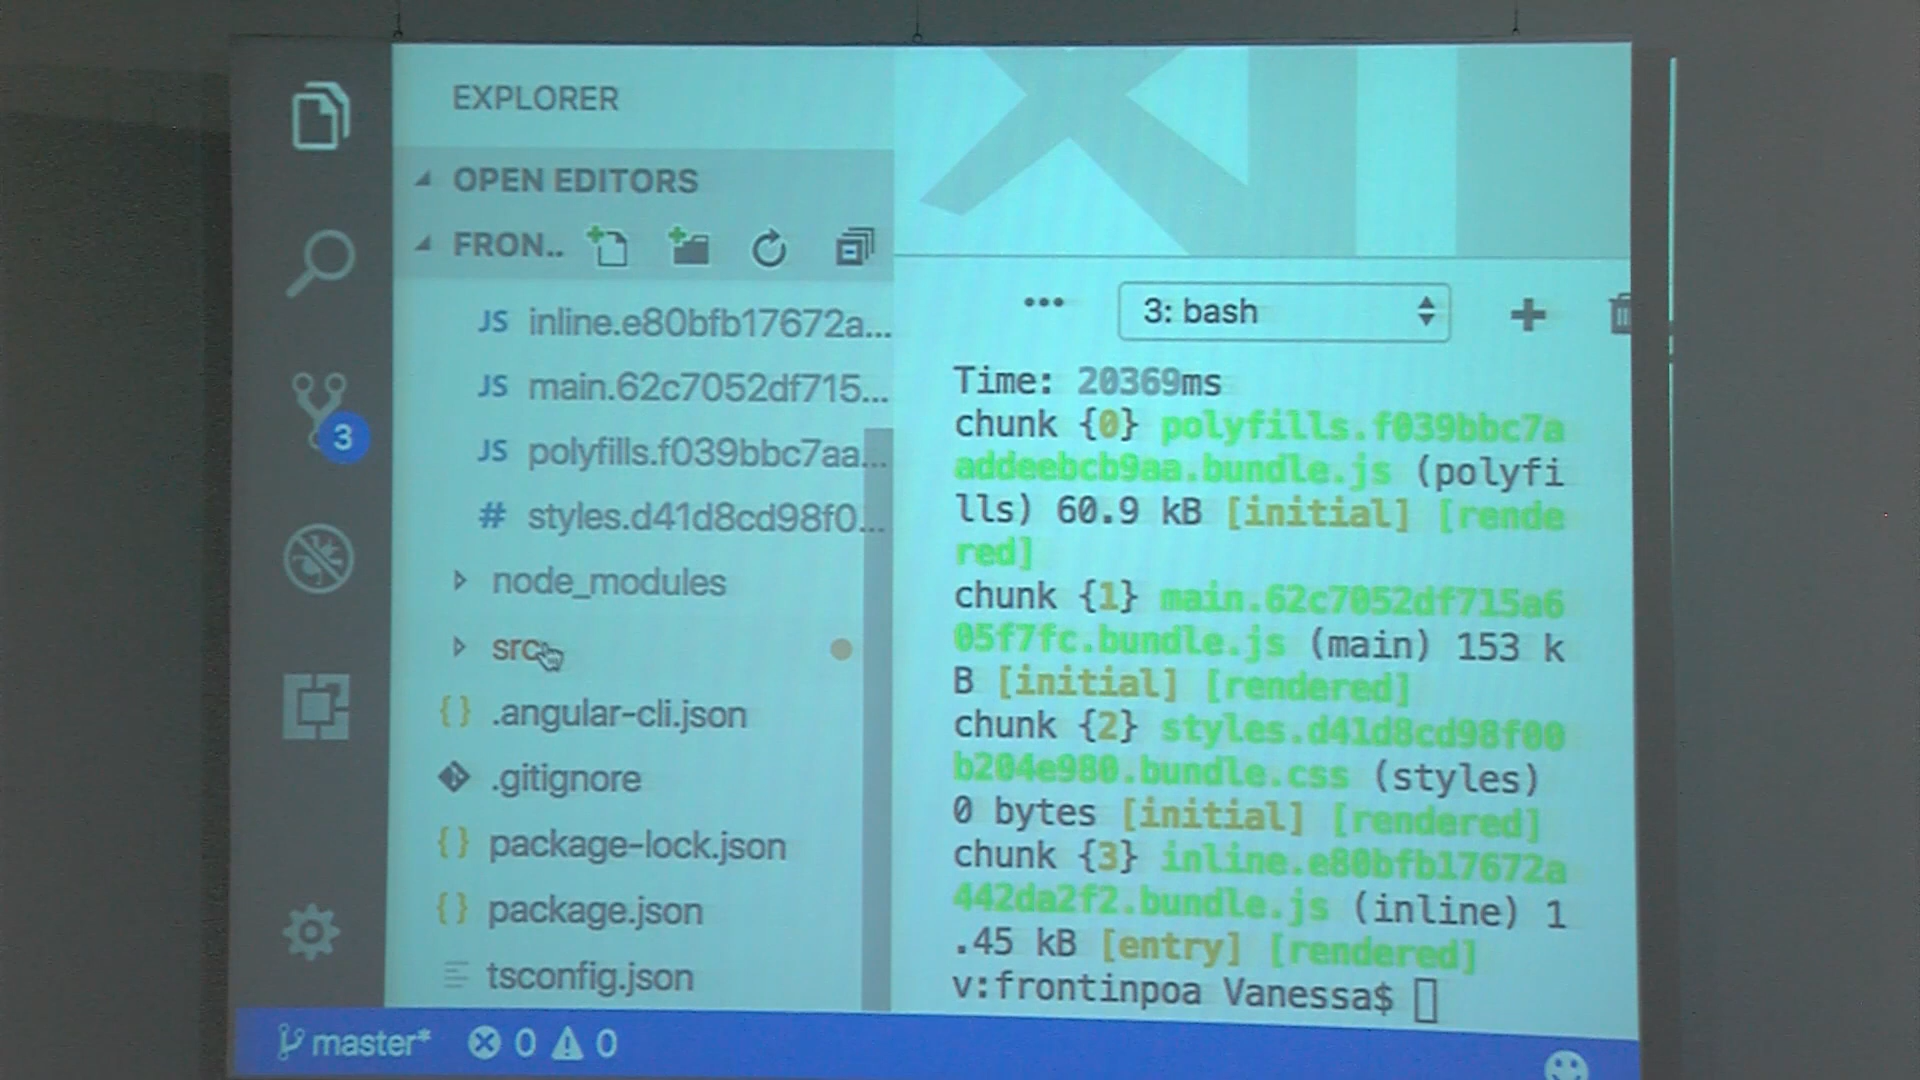 EXPLORER
OPEN EDITORS
FRON..
JS inline.e80bfb17672a...
JS main.62c7052df715...
JS polyfills.f039bbc7aa...
# styles.d41d8cd98f0...
node_modules
src
{} .angular-cli.json
.gitignore
{} package-lock.json
{} package.json
tsconfig.json
3
master* 0 0
... 3: bash +
Time: 20369ms
chunk {0} polyfills.f039bbc7a
addeebcb9aa.bundle.js (polyfi
lls) 60.9 kB [initial] [rende
red]
chunk {1} main.62c7052df715a6
05f7fc.bundle.js (main) 153 k
B [initial] [rendered]
chunk {2} styles.d41d8cd98f00
b204e980.bundle.css (styles)
0 bytes [initial] [rendered]
chunk {3} inline.e80bfb17672a
442da2f2.bundle.js (inline) 1
.45 kB [entry] [rendered]
v:frontinpoa Vanessa$